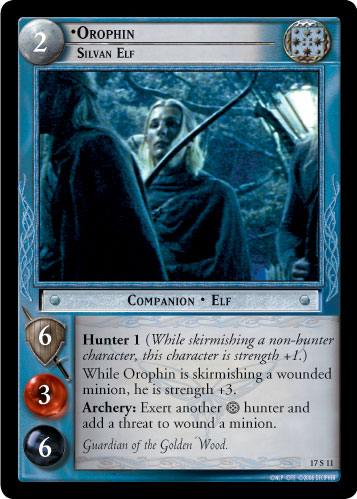 2
•Orophin
Silvan Elf
Companion • Elf
6
Hunter 1 (While skirmishing a non-hunter
character, this character is strength +1.)
3
While Orophin is skirmishing a wounded
minion, he is strength +3.
Archery: Exert another hunter and
add a threat to wound a minion.
6
Guardian of the Golden Wood.
17 S 11